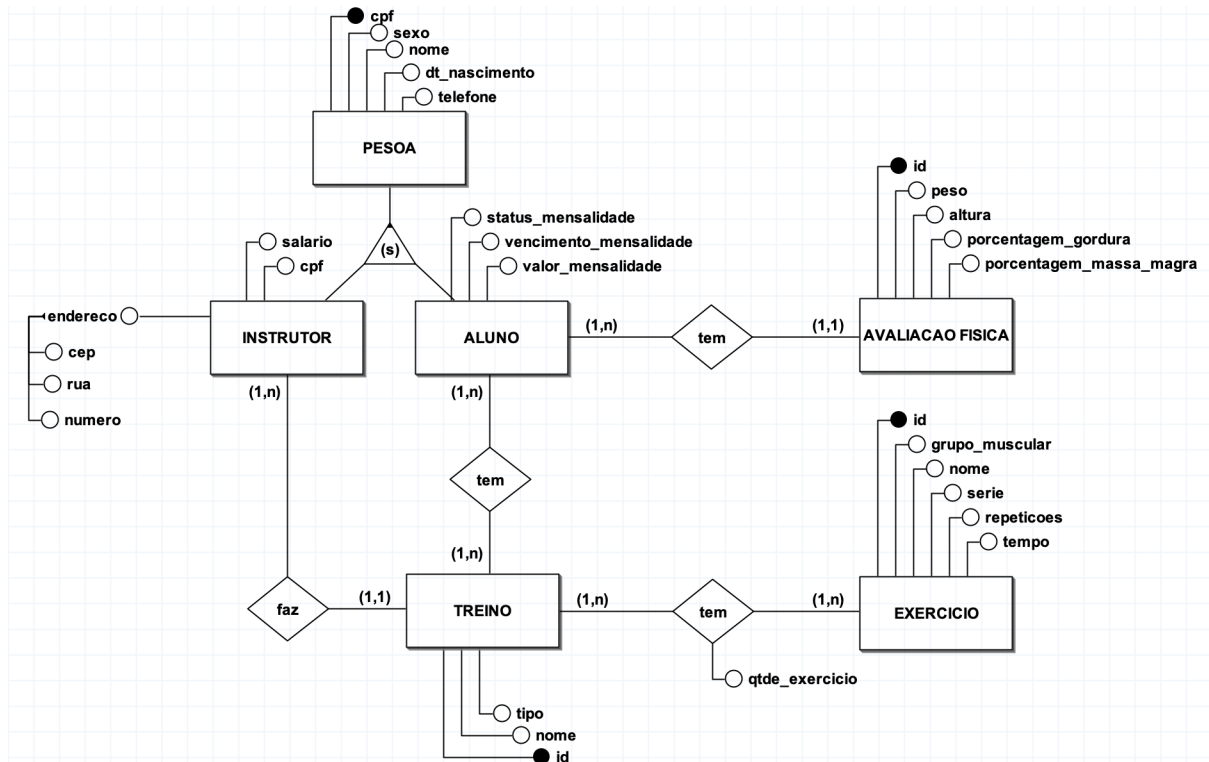 cpf
sexo
nome
dt_nascimento
telefone
PESOA
(s)
salario
cpf
endereco
cep
rua
numero
INSTRUTOR
status_mensalidade
vencimento_mensalidade
valor_mensalidade
ALUNO
(1,n)
tem
(1,1)
id
peso
altura
porcentagem_gordura
porcentagem_massa_magra
AVALIACAO FISICA
(1,n)
(1,n)
tem
(1,n)
faz
(1,1)
TREINO
(1,n)
tem
(1,n)
qtde_exercicio
id
grupo_muscular
nome
serie
repeticoes
tempo
EXERCICIO
tipo
nome
id